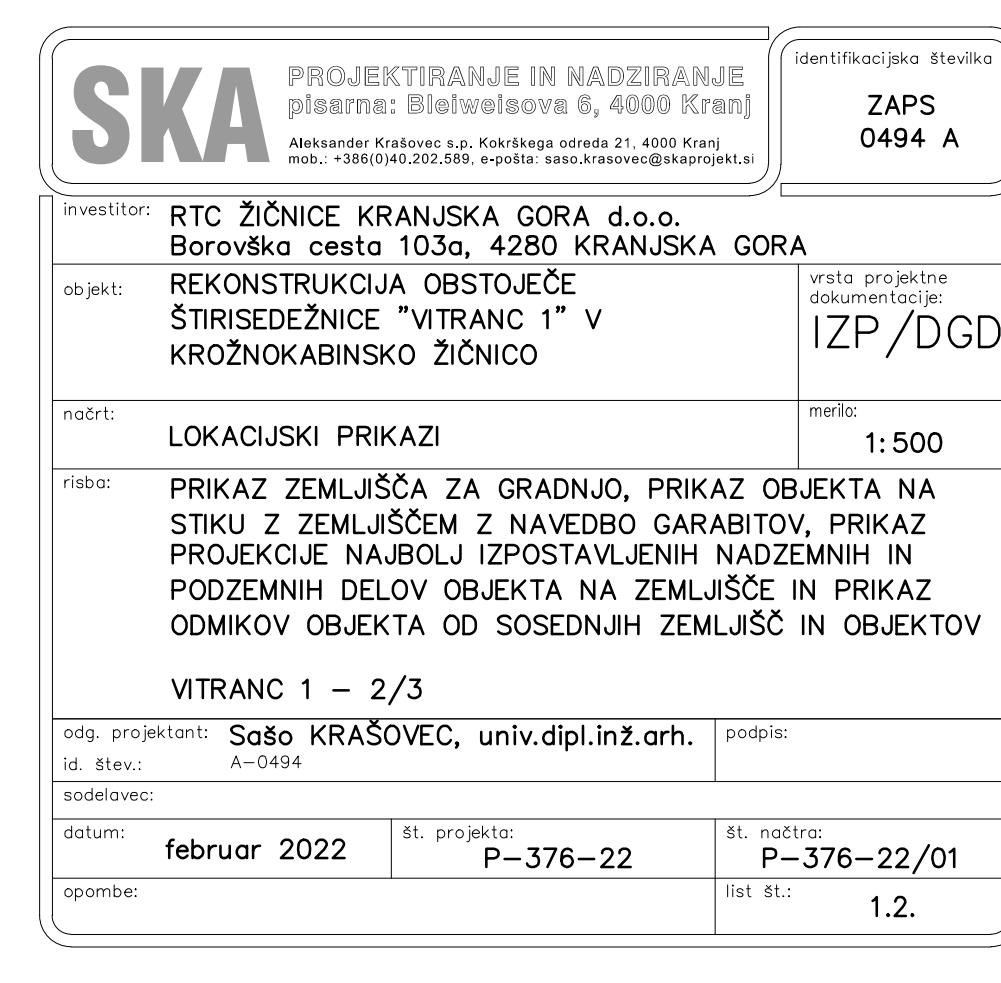 SKA
PROJEKTIRANJE IN NADZIRANJE
pisarna: Bleiweisova 6, 4000 Kranj
Aleksander Krašovec s.p. Kokrškega odreda 21, 4000 Kranj
mob.: +386(0)40.202.589, e-pošta: saso.krasovec@skaprojekt.si
identifikacijska številka
ZAPS
0494 A
investitor: RTC ŽIČNICE KRANJSKA GORA d.o.o.
Borovška cesta 103a, 4280 KRANJSKA GORA
objekt: REKONSTRUKCIJA OBSTOJEČE
ŠTIRISEDEŽNICE "VITRANC 1" V
KROŽNOKABINSKO ŽIČNICO
vrsta projektne
dokumentacije:
IZP/DGD
načrt:
LOKACIJSKI PRIKAZI
merilo:
1:500
risba: PRIKAZ ZEMLJIŠČA ZA GRADNJO, PRIKAZ OBJEKTA NA
STIKU Z ZEMLJIŠČEM Z NAVEDBO GARABITOV, PRIKAZ
PROJEKCIJE NAJBOLJ IZPOSTAVLJENIH NADZEMNIH IN
PODZEMNIH DELOV OBJEKTA NA ZEMLJIŠČE IN PRIKAZ
ODMIKOV OBJEKTA OD SOSEDNJIH ZEMLJIŠČ IN OBJEKTOV
VITRANC 1 – 2/3
odg. projektant: Sašo KRAŠOVEC, univ.dipl.inž.arh.
id. štev.: A-0494
podpis:
sodelavec:
datum:
februar 2022
št. projekta:
P-376-22
št. načtra:
P-376-22/01
opombe:
list št.:
1.2.